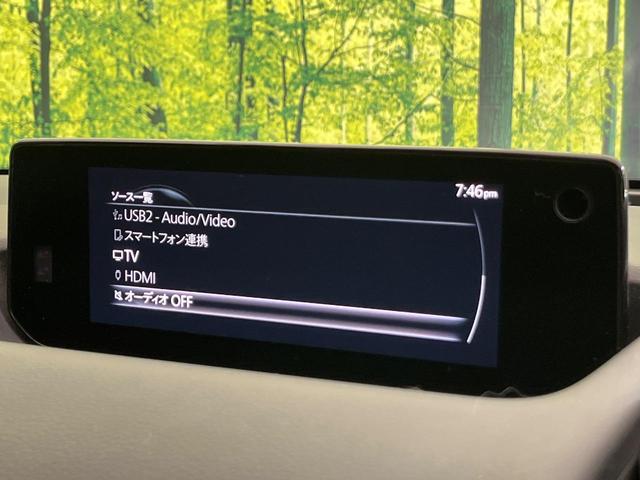 7:46pm
ソース一覧
USB2 - Audio/Video
スマートフォン連携
TV
HDMI
オーディオ OFF